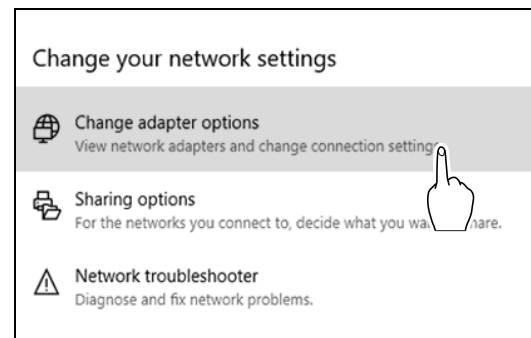 Change your network settings
Change adapter options
View network adapters and change connection
Sharing options
For the networks you connect to, decide what you
Network troubleshooter
Diagnose and fix network problems.